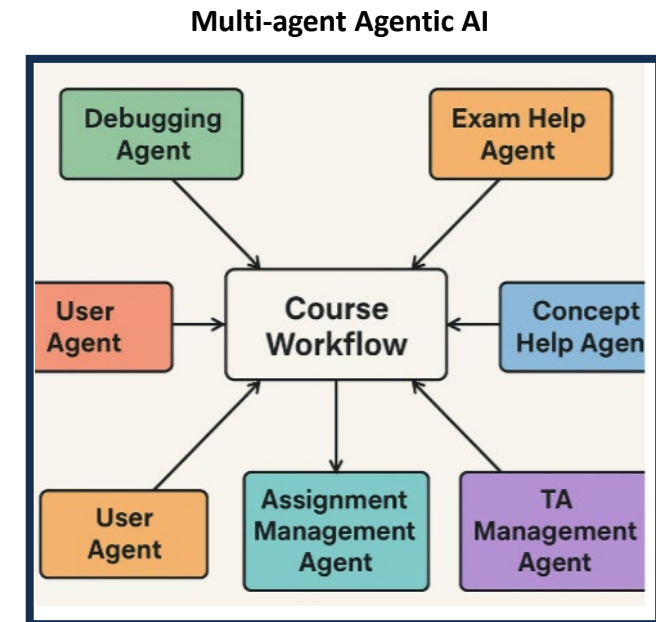 Multi-agent Agentic AI
Debugging
Agent
Exam Help
Agent
User
Agent
Course
Workflow
Concept
Help Agen
User
Agent
Assignment
Management
Agent
TA
Management
Agent